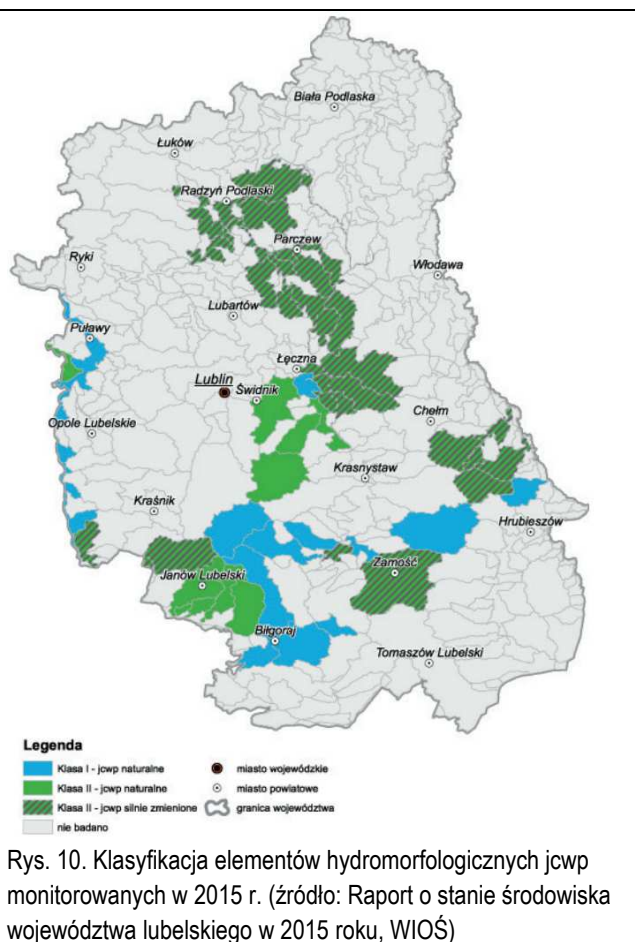 Biała Podlaska
Łuków
Radzyń Podlaski
Parczew
Ryki
Włodawa
Lubartów
Puławy
Łęczna
Lublin
Świdnik
Chełm
Opole Lubelskie
Krasnystaw
Kraśnik
Hrubieszów
Zamość
Janów Lubelski
Biłgoraj
Tomaszów Lubelski
Legenda
Klasa I - jcwp naturalne
miasto wojewódzkie
Klasa II - jcwp naturalne
miasto powiatowe
Klasa II - jcwp silnie zmienione
granica województwa
nie badano
Rys. 10. Klasyfikacja elementów hydromorfologicznych jcwp
monitorowanych w 2015 r. (źródło: Raport o stanie środowiska
województwa lubelskiego w 2015 roku, WIOŚ)